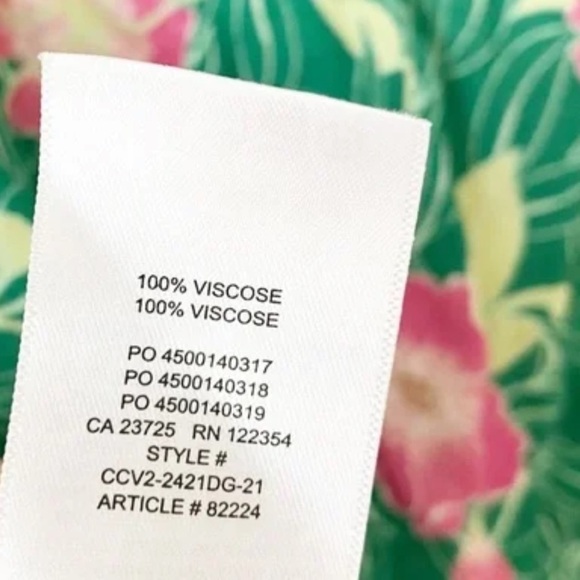 100% VISCOSE
100% VISCOSE
PO 4500140317
PO 4500140318
PO 4500140319
CA 23725 RN 122354
STYLE #
CCV2-2421DG-21
ARTICLE # 82224